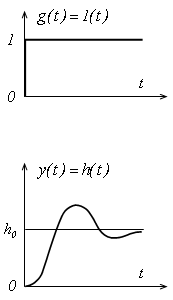 g(t) = 1(t)
1
t
0
y(t) = h(t)
h₀
t
0